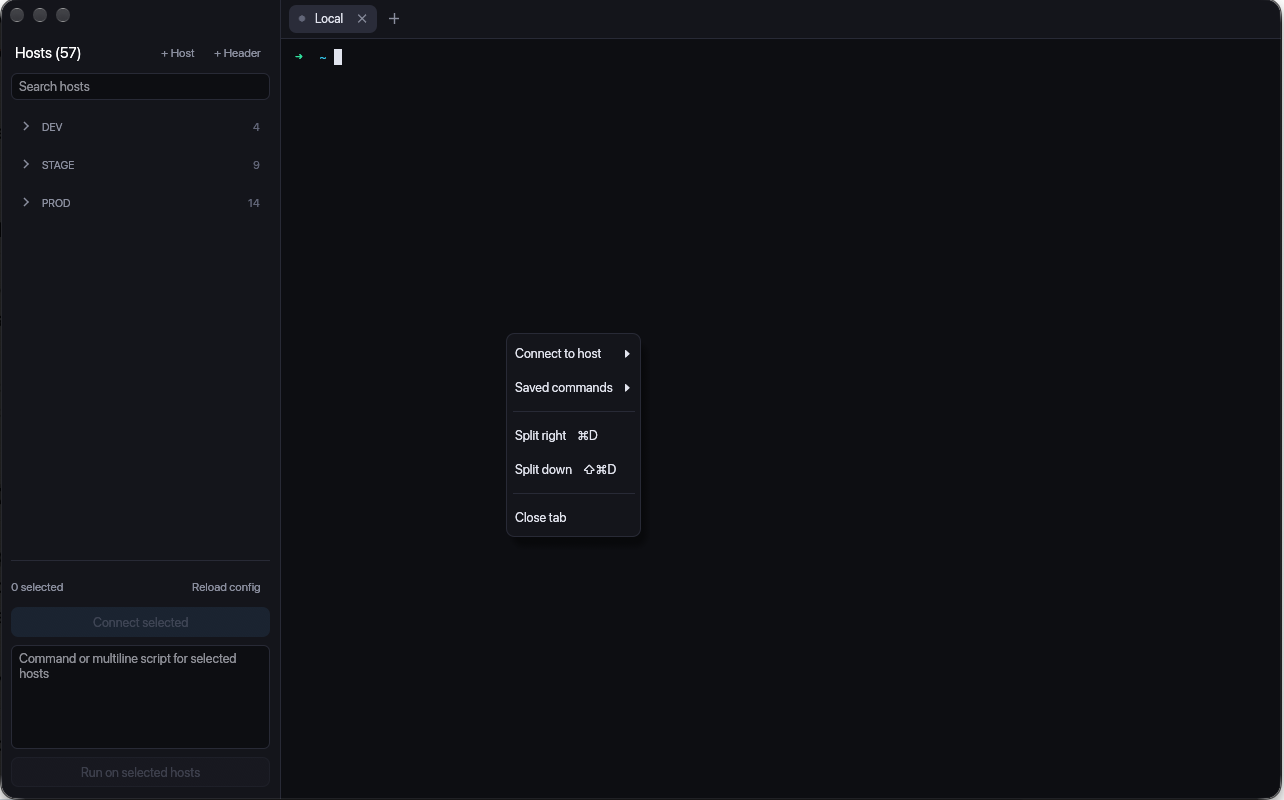 Local
Hosts (57) + Host + Header
➜ ~
Search hosts
DEV 4
STAGE 9
PROD 14
Connect to host
Saved commands
Split right ⌘D
Split down ⇧⌘D
Close tab
0 selected Reload config
Connect selected
Command or multiline script for selected
hosts
Run on selected hosts